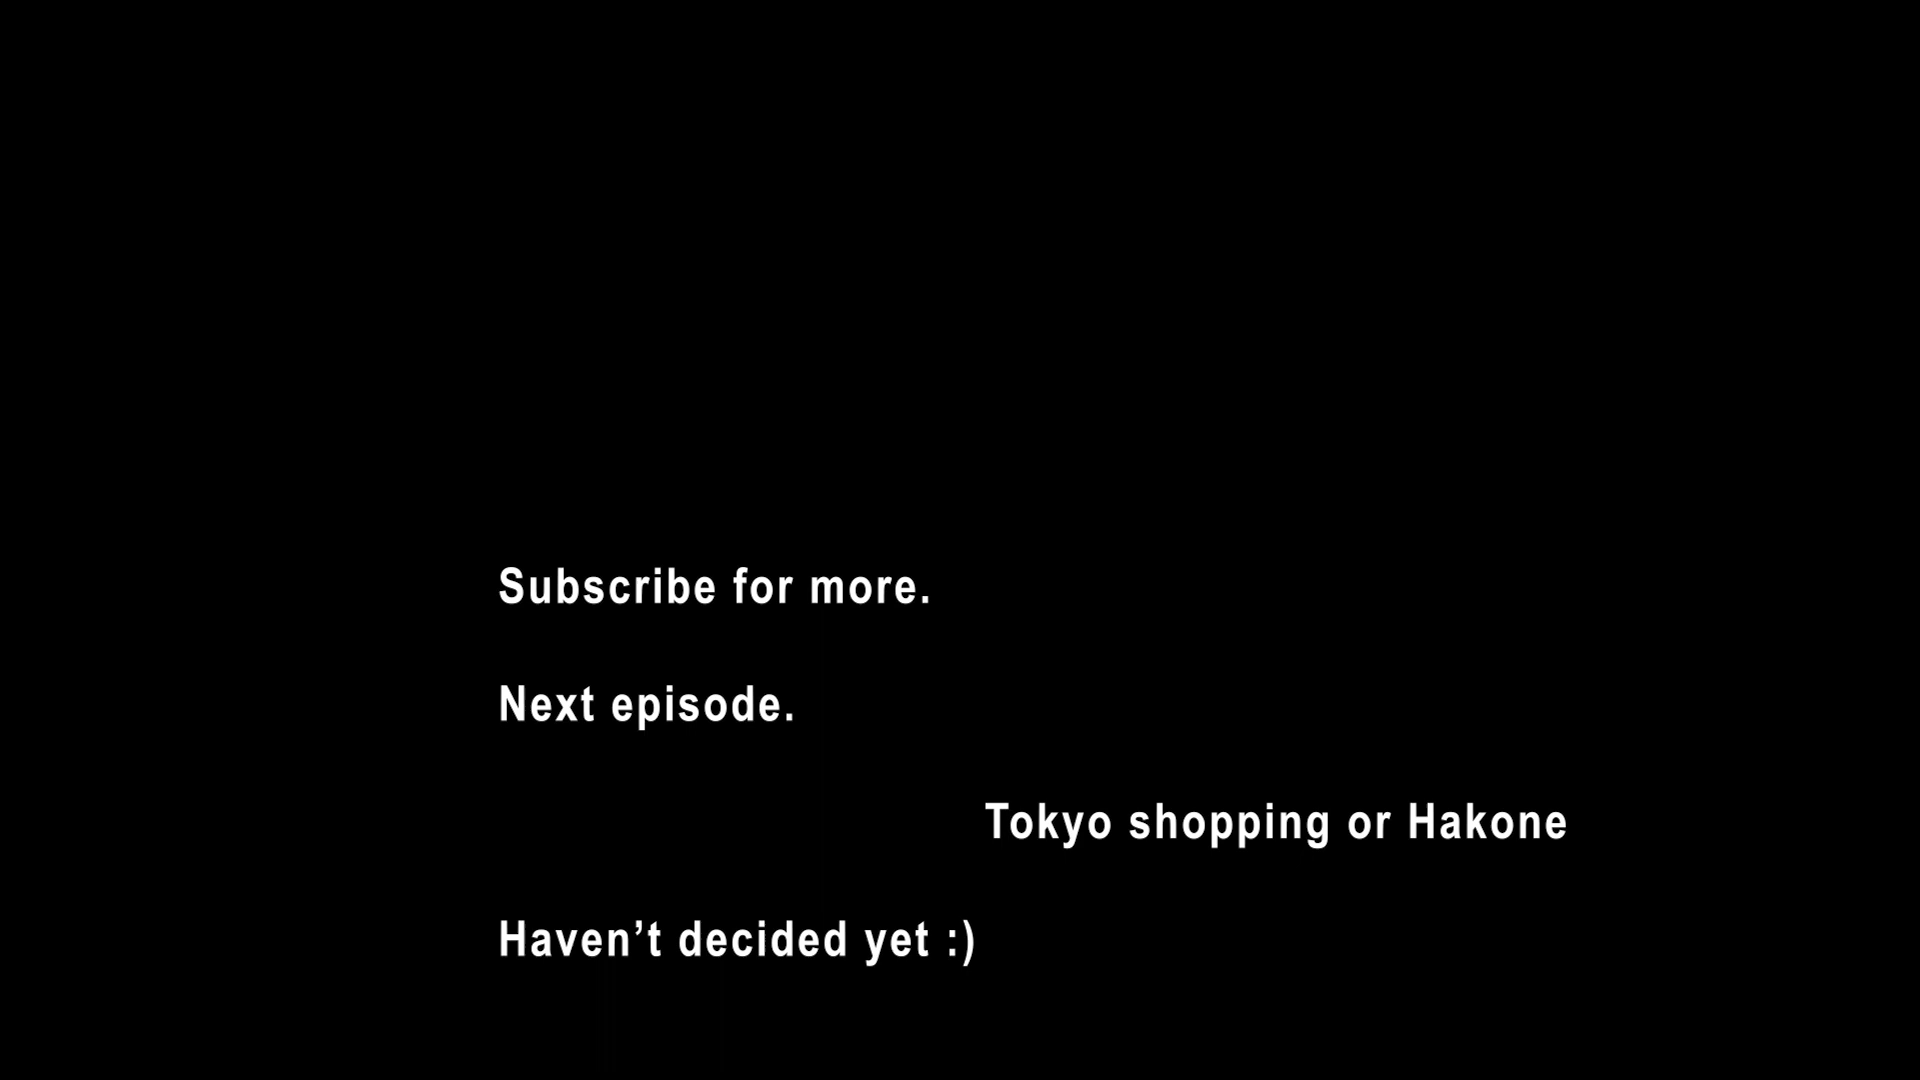 Subscribe for more.
Next episode.
Tokyo shopping or Hakone
Haven’t decided yet :)